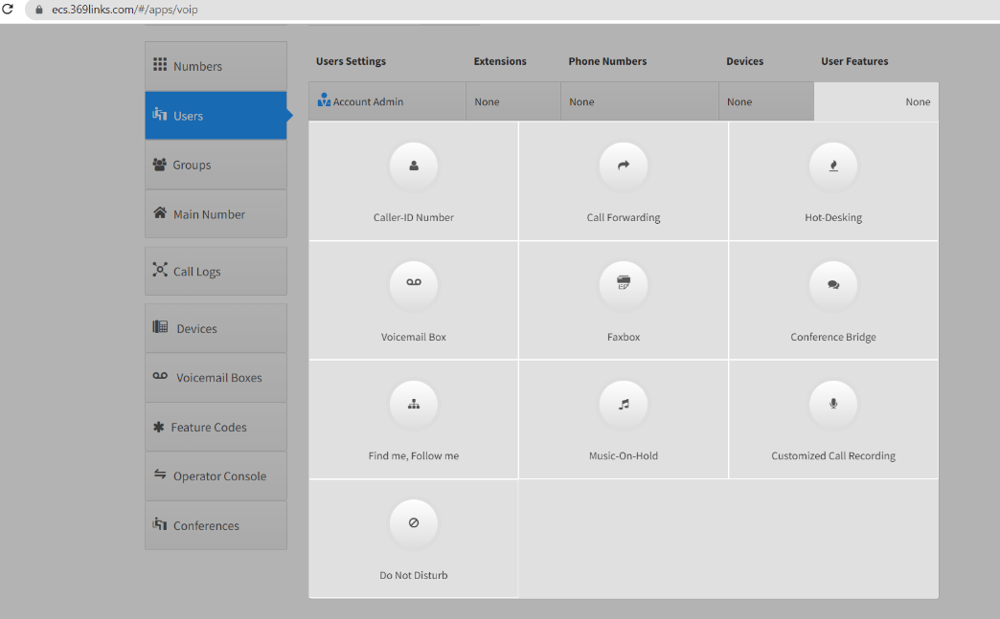 ecs.369links.com/#/apps/voip
Numbers
Users
Groups
Main Number
Call Logs
Devices
Voicemail Boxes
Feature Codes
Operator Console
Conferences
Users Settings Extensions Phone Numbers Devices User Features
Account Admin None None None None
Caller-ID Number Call Forwarding Hot-Desking
Voicemail Box Faxbox Conference Bridge
Find me, Follow me Music-On-Hold Customized Call Recording
Do Not Disturb